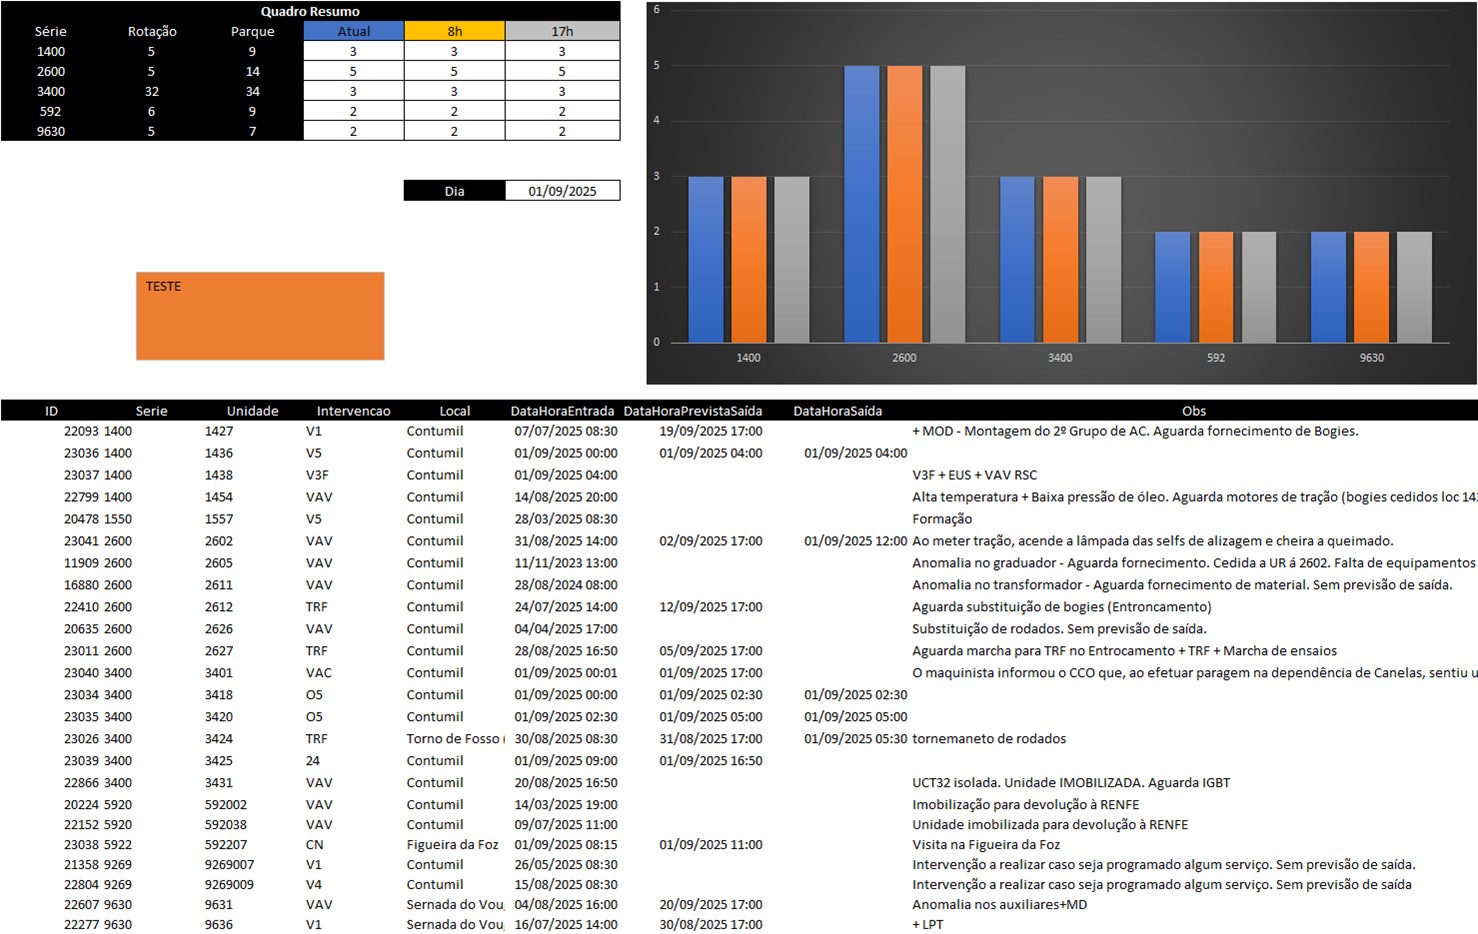 Quadro Resumo
Série Rotação Parque Atual 8h 17h
1400 5 9 3 3 3
2600 5 14 5 5 5
3400 32 34 3 3 3
592 6 9 2 2 2
9630 5 7 2 2 2
Dia 01/09/2025
TESTE
6
5
4
3
2
1
0
1400 2600 3400 592 9630
ID Serie Unidade Intervencao Local DataHoraEntrada DataHoraPrevistaSaída DataHoraSaída Obs
22093 1400 1427 V1 Contumil 07/07/2025 08:30 19/09/2025 17:00 + MOD - Montagem do 2º Grupo de AC. Aguarda fornecimento de Bogies.
23036 1400 1436 V5 Contumil 01/09/2025 00:00 01/09/2025 04:00 01/09/2025 04:00
23037 1400 1438 V3F Contumil 01/09/2025 04:00 V3F + EUS + VAV RSC
22799 1400 1454 VAV Contumil 14/08/2025 20:00 Alta temperatura + Baixa pressão de óleo. Aguarda motores de tração (bogies cedidos loc 143
20478 1550 1557 V5 Contumil 28/03/2025 08:30 Formação
23041 2600 2602 VAV Contumil 31/08/2025 14:00 02/09/2025 17:00 01/09/2025 12:00 Ao meter tração, acende a lâmpada das selfs de alizagem e cheira a queimado.
11909 2600 2605 VAV Contumil 11/11/2023 13:00 Anomalia no graduador - Aguarda fornecimento. Cedida a UR á 2602. Falta de equipamentos
16880 2600 2611 VAV Contumil 28/08/2024 08:00 Anomalia no transformador - Aguarda fornecimento de material. Sem previsão de saída.
22410 2600 2612 TRF Contumil 24/07/2025 14:00 12/09/2025 17:00 Aguarda substituição de bogies (Entroncamento)
20635 2600 2626 VAV Contumil 04/04/2025 17:00 Substituição de rodados. Sem previsão de saída.
23011 2600 2627 TRF Contumil 28/08/2025 16:50 05/09/2025 17:00 Aguarda marcha para TRF no Entrocamento + TRF + Marcha de ensaios
23040 3400 3401 VAC Contumil 01/09/2025 00:01 01/09/2025 17:00 O maquinista informou o CCO que, ao efetuar paragem na dependência de Canelas, sentiu u
23034 3400 3418 O5 Contumil 01/09/2025 00:00 01/09/2025 02:30 01/09/2025 02:30
23035 3400 3420 O5 Contumil 01/09/2025 02:30 01/09/2025 05:00 01/09/2025 05:00
23026 3400 3424 TRF Torno de Fosso ( 30/08/2025 08:30 31/08/2025 17:00 01/09/2025 05:30 tornemaneto de rodados
23039 3400 3425 24 Contumil 01/09/2025 09:00 01/09/2025 16:50
22866 3400 3431 VAV Contumil 20/08/2025 16:50 UCT32 isolada. Unidade IMOBILIZADA. Aguarda IGBT
20224 5920 592002 VAV Contumil 14/03/2025 19:00 Imobilização para devolução à RENFE
22152 5920 592038 VAV Contumil 09/07/2025 11:00 Unidade imobilizada para devolução à RENFE
23038 5922 592207 CN Figueira da Foz 01/09/2025 08:15 01/09/2025 11:00 Visita na Figueira da Foz
21358 9269 9269007 V1 Contumil 26/05/2025 08:30 Intervenção a realizar caso seja programado algum serviço. Sem previsão de saída.
22804 9269 9269009 V4 Contumil 15/08/2025 08:30 Intervenção a realizar caso seja programado algum serviço. Sem previsão de saída
22607 9630 9631 VAV Sernada do Vou 04/08/2025 16:00 20/09/2025 17:00 Anomalia nos auxiliares+MD
22277 9630 9636 V1 Sernada do Vou 16/07/2025 14:00 30/08/2025 17:00 + LPT